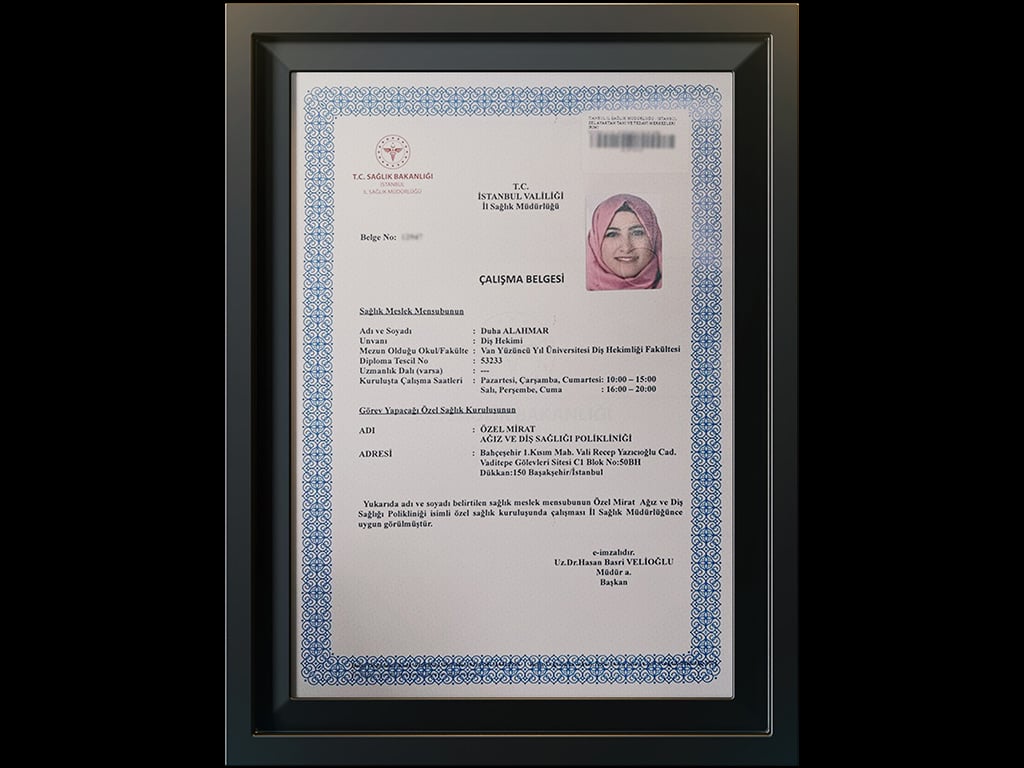 T.C. SAĞLIK BAKANLIĞI
İSTANBUL
İL SAĞLIK MÜDÜRLÜĞÜ
T.C.
İSTANBUL VALİLİĞİ
İl Sağlık Müdürlüğü
Belge No:
ÇALIŞMA BELGESİ
Sağlık Meslek Mensubunun
Adı ve Soyadı : Duha ALAHMAR
Unvanı : Diş Hekimi
Mezun Olduğu Okul/Fakülte : Van Yüzüncü Yıl Üniversitesi Diş Hekimliği Fakültesi
Diploma Tescil No : 53233
Uzmanlık Dalı (varsa) : ---
Kuruluşta Çalışma Saatleri : Pazartesi, Çarşamba, Cumartesi: 10:00 – 15:00
Salı, Perşembe, Cuma : 16:00 – 20:00
Görev Yapacağı Özel Sağlık Kuruluşunun
ADI : ÖZEL MİRAT
AĞIZ VE DİŞ SAĞLIĞI POLİKLİNİĞİ
ADRESİ : Bahçeşehir 1.Kısım Mah. Vali Recep Yazıcıoğlu Cad.
Vaditepe Gölevleri Sitesi C1 Blok No:50BH
Dükkan:150 Başakşehir/İstanbul
Yukarıda adı ve soyadı belirtilen sağlık meslek mensubunun Özel Mirat Ağız ve Diş
Sağlığı Polikliniği isimli özel sağlık kuruluşunda çalışması İl Sağlık Müdürlüğünce
uygun görülmüştür.
e-imzalıdır.
Uz.Dr.Hasan Basri VELİOĞLU
Müdür a.
Başkan